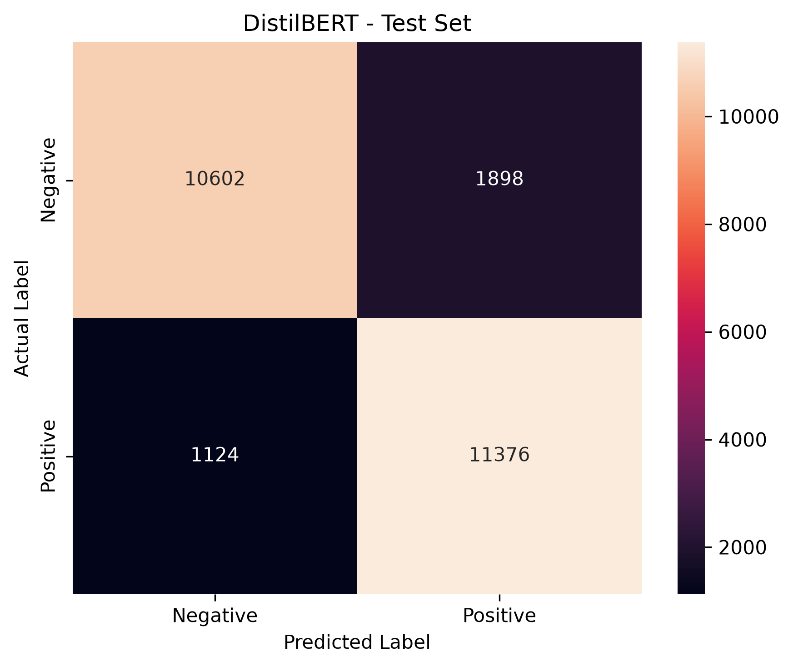 DistilBERT - Test Set
Actual Label
Negative
Positive
10602
1898
1124
11376
Negative
Positive
Predicted Label
10000
8000
6000
4000
2000